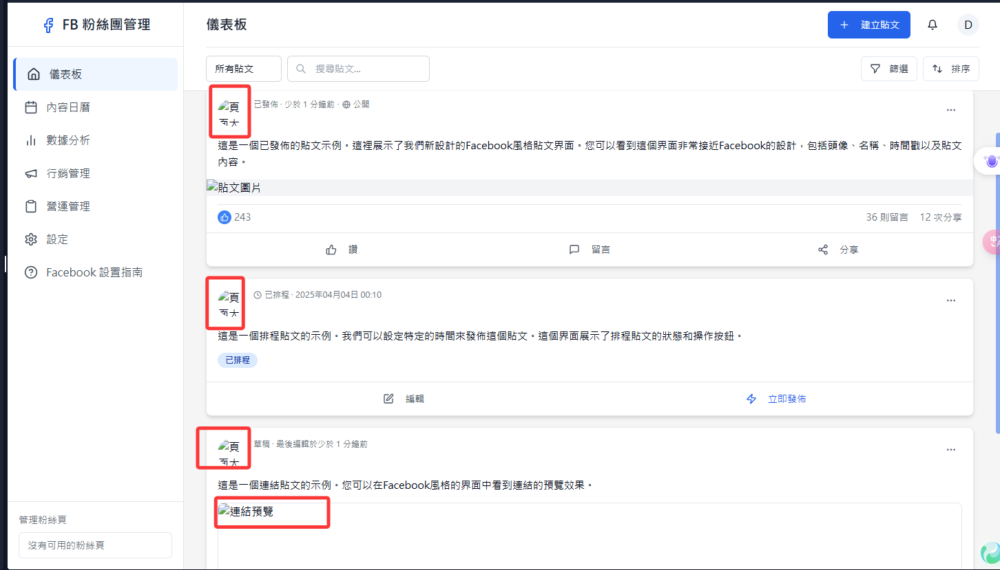 FB 粉絲團管理
儀表板
內容日曆
數據分析
行銷管理
營運管理
設定
Facebook 設置指南
管理粉絲頁
沒有可用的粉絲頁
儀表板
建立貼文
D
所有貼文
搜尋貼文...
篩選
排序
頁
面大
已發佈 · 少於 1 分鐘前 · 公開
這是一個已發佈的貼文示例。這裡展示了我們新設計的Facebook風格貼文界面。您可以看到這個界面非常接近Facebook的設計，包括頭像、名稱、時間戳以及貼文
內容。
貼文圖片
243
36 則留言 12 次分享
讚
留言
分享
頁
面大
已排程 · 2025年04月04日 00:10
這是一個排程貼文的示例。我們可以設定特定的時間來發佈這個貼文。這個界面展示了排程貼文的狀態和操作按鈕。
已排程
編輯
立即發佈
頁
面大
草稿 · 最後編輯於少於 1 分鐘前
這是一個連結貼文的示例。您可以在Facebook風格的界面中看到連結的預覽效果。
連結預覽